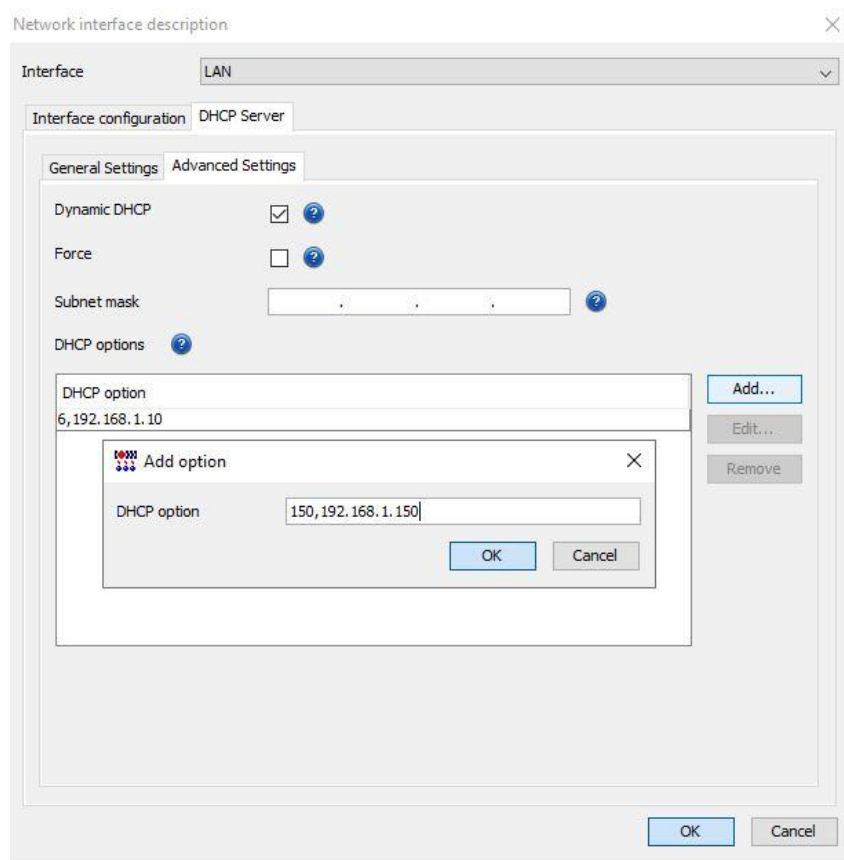 Network interface description
Interface LAN
Interface configuration DHCP Server
General Settings Advanced Settings
Dynamic DHCP
Force
Subnet mask . . .
DHCP options
DHCP option Add...
6,192.168.1.10
Edit...
Add option
Remove
DHCP option 150,192.168.1.150
OK Cancel
OK Cancel